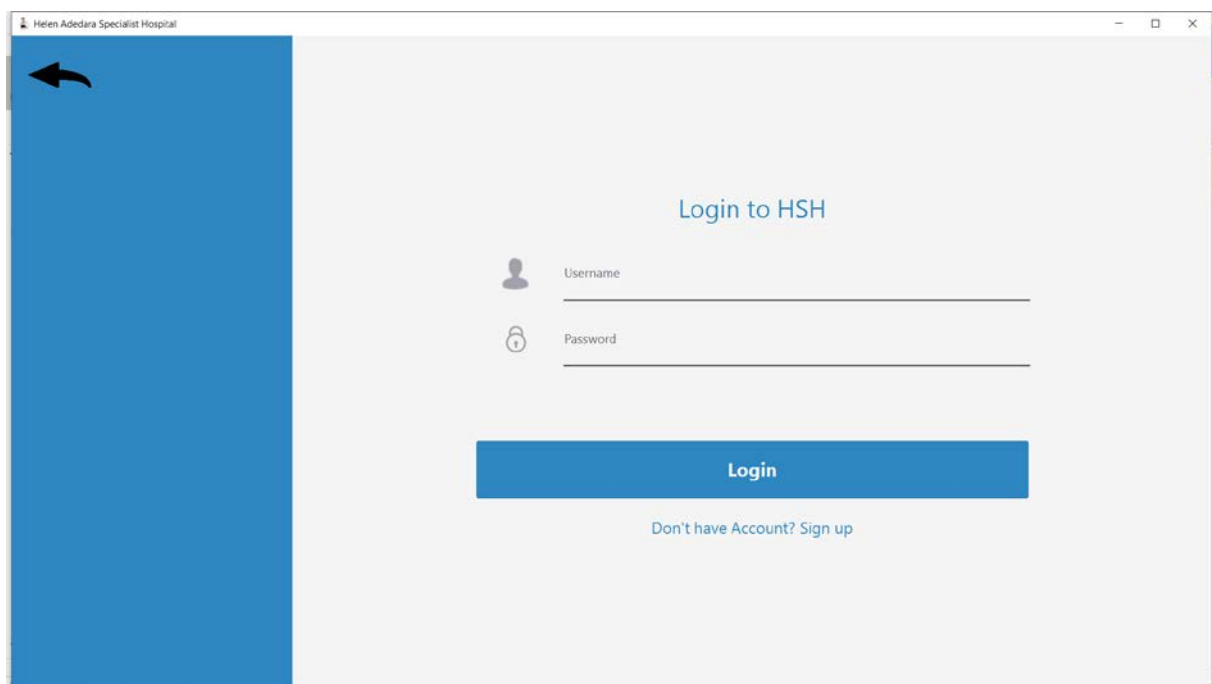 Helen Adedara Specialist Hospital
Login to HSH
Username
Password
Login
Don't have Account? Sign up